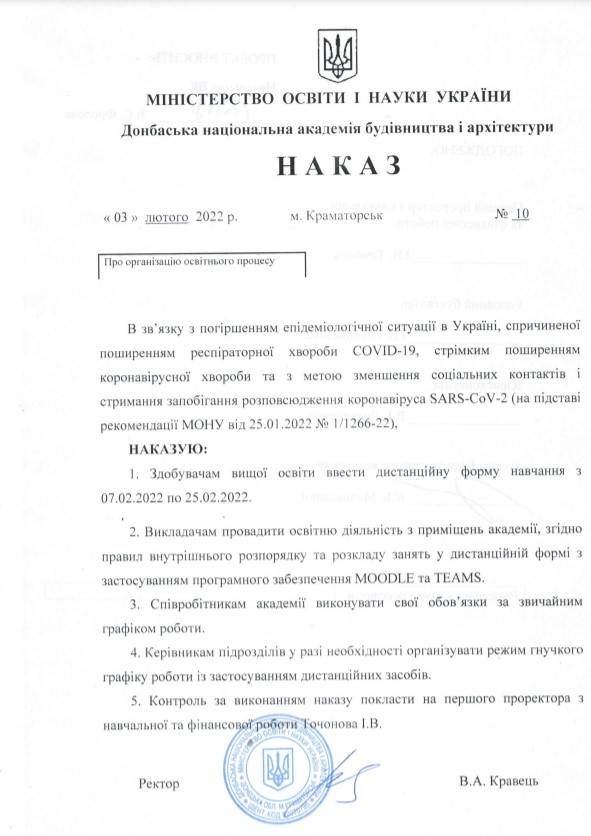 МІНІСТЕРСТВО ОСВІТИ І НАУКИ УКРАЇНИ
Донбаська національна академія будівництва і архітектури
НАКАЗ
« 03 » лютого 2022 р. м. Краматорськ № 10
Про організацію освітнього процесу
В зв’язку з погіршенням епідеміологічної ситуації в Україні, спричиненої
поширенням респіраторної хвороби COVID-19, стрімким поширенням
коронавірусної хвороби та з метою зменшення соціальних контактів і
стримання запобігання розповсюдження коронавіруса SARS-CoV-2 (на підставі
рекомендації МОНУ від 25.01.2022 № 1/1266-22),
НАКАЗУЮ:
1. Здобувачам вищої освіти ввести дистанційну форму навчання з
07.02.2022 по 25.02.2022.
2. Викладачам провадити освітню діяльність з приміщень академії, згідно
правил внутрішнього розпорядку та розкладу занять у дистанційній формі з
застосуванням програмного забезпечення MOODLE та TEAMS.
3. Співробітникам академії виконувати свої обов’язки за звичайним
графіком роботи.
4. Керівникам підрозділів у разі необхідності організувати режим гнучкого
графіку роботи із застосуванням дистанційних засобів.
5. Контроль за виконанням наказу покласти на першого проректора з
навчальної та фінансової роботи Точонова І.В.
Ректор В.А. Кравець